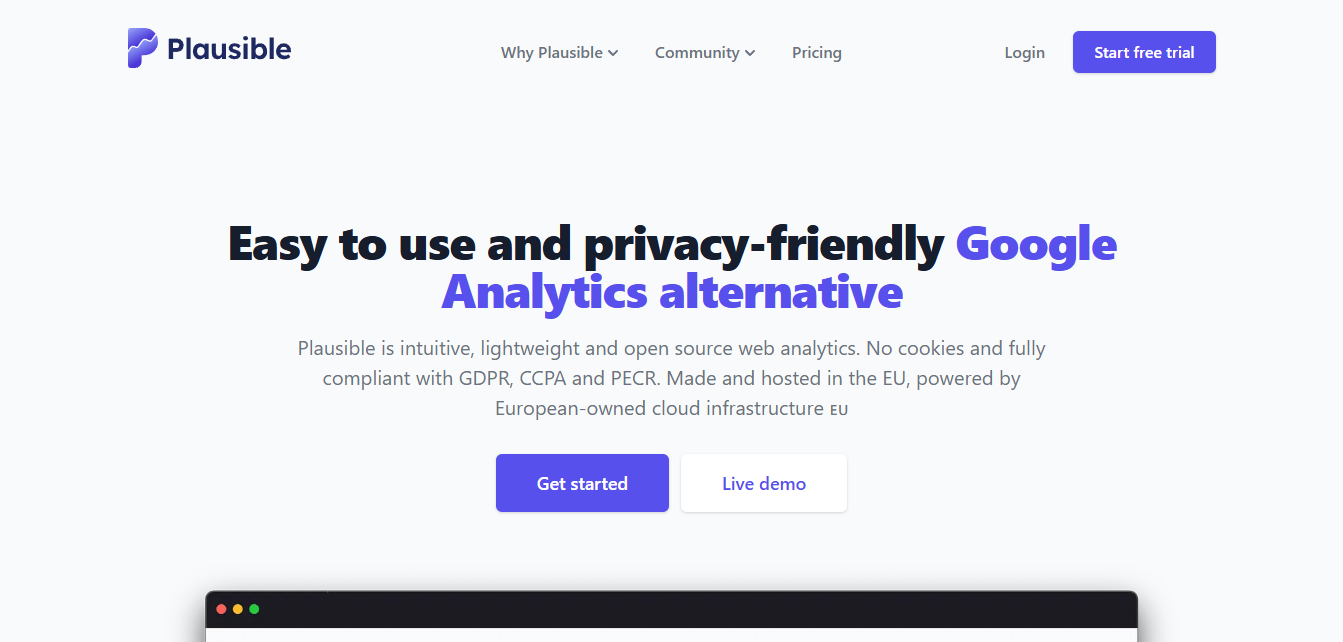 Plausible
Why Plausible
Community
Pricing
Login
Start free trial
Easy to use and privacy-friendly Google
Analytics alternative
Plausible is intuitive, lightweight and open source web analytics. No cookies and fully
compliant with GDPR, CCPA and PECR. Made and hosted in the EU, powered by
European-owned cloud infrastructure EU
Get started
Live demo